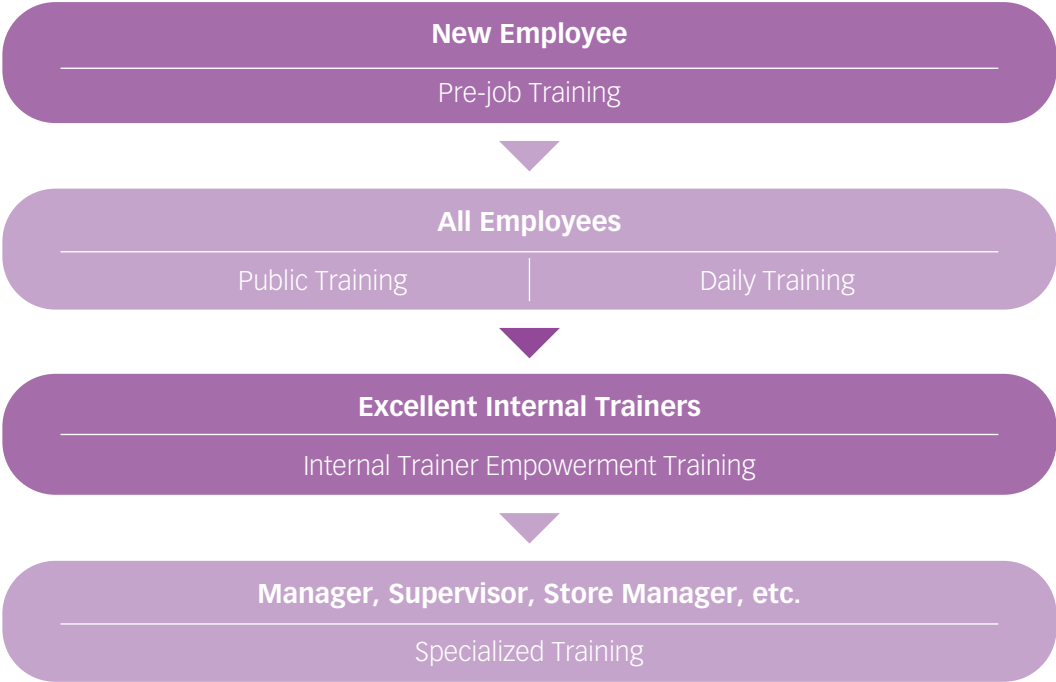 New Employee
Pre-job Training
All Employees
Public Training
Daily Training
Excellent Internal Trainers
Internal Trainer Empowerment Training
Manager, Supervisor, Store Manager, etc.
Specialized Training